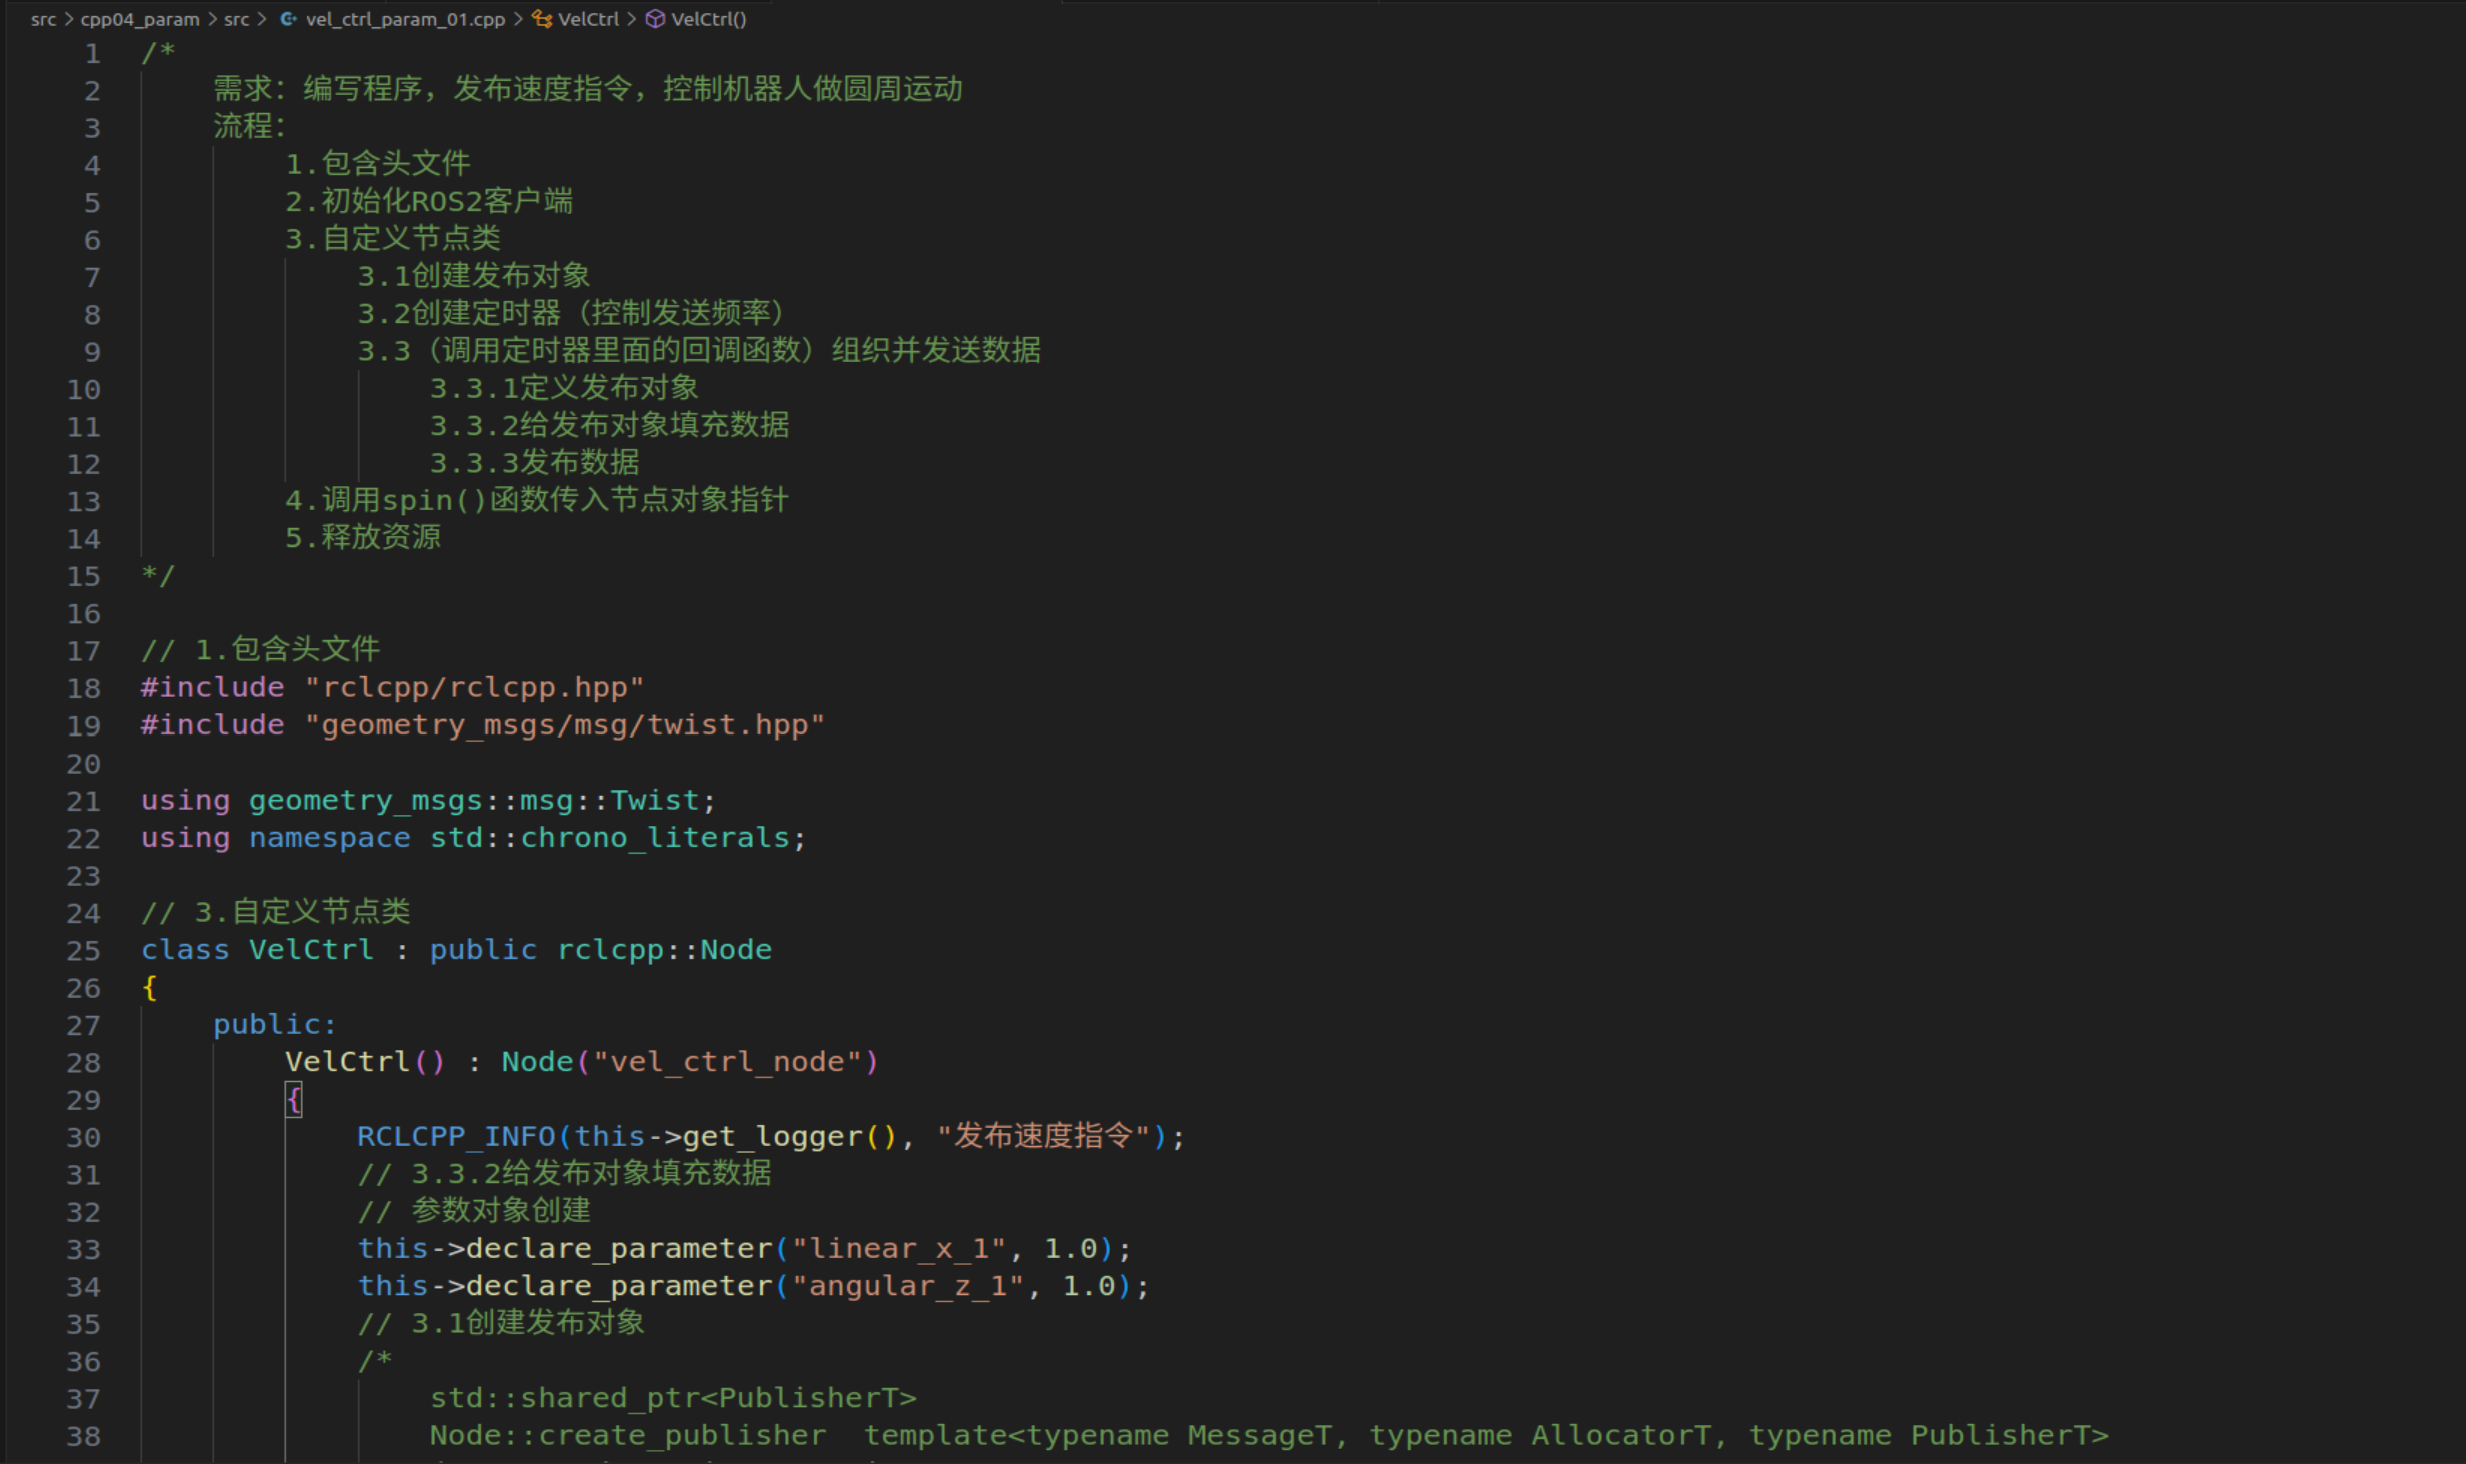 src > cpp04_param > src > vel_ctrl_param_01.cpp > VelCtrl > VelCtrl()
1 /*
2 需求：编写程序，发布速度指令，控制机器人做圆周运动
3 流程：
4 1.包含头文件
5 2.初始化ROS2客户端
6 3.自定义节点类
7 3.1创建发布对象
8 3.2创建定时器（控制发送频率）
9 3.3（调用定时器里面的回调函数）组织并发送数据
10 3.3.1定义发布对象
11 3.3.2给发布对象填充数据
12 3.3.3发布数据
13 4.调用spin()函数传入节点对象指针
14 5.释放资源
15 */
16
17 // 1.包含头文件
18 #include "rclcpp/rclcpp.hpp"
19 #include "geometry_msgs/msg/twist.hpp"
20
21 using geometry_msgs::msg::Twist;
22 using namespace std::chrono_literals;
23
24 // 3.自定义节点类
25 class VelCtrl : public rclcpp::Node
26 {
27 public:
28 VelCtrl() : Node("vel_ctrl_node")
29 {
30 RCLCPP_INFO(this->get_logger(), "发布速度指令");
31 // 3.3.2给发布对象填充数据
32 // 参数对象创建
33 this->declare_parameter("linear_x_1", 1.0);
34 this->declare_parameter("angular_z_1", 1.0);
35 // 3.1创建发布对象
36 /*
37 std::shared_ptr<PublisherT>
38 Node::create_publisher  template<typename MessageT, typename AllocatorT, typename PublisherT>